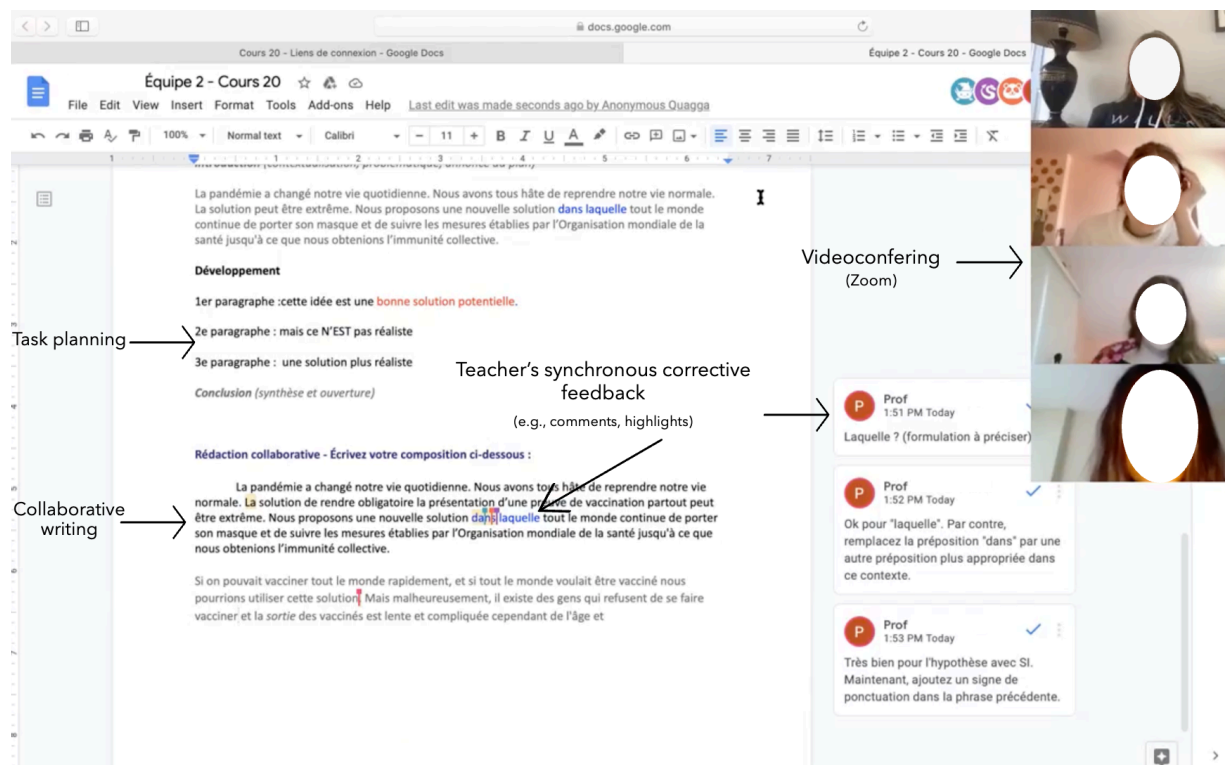 docs.google.com
Cours 20 - Liens de connexion - Google Docs
Équipe 2 - Cours 20 - Google Docs
Équipe 2 - Cours 20
File Edit View Insert Format Tools Add-ons Help Last edit was made seconds ago by Anonymous Quagga
100% Normal text Calibri 11 B I U A
1 1 2 3 4 5 6 7
Introduction (contextualisation, problématique, annonce du plan)
La pandémie a changé notre vie quotidienne. Nous avons tous hâte de reprendre notre vie normale.
La solution peut être extrême. Nous proposons une nouvelle solution dans laquelle tout le monde
continue de porter son masque et de suivre les mesures établies par l'Organisation mondiale de la
santé jusqu'à ce que nous obtenions l'immunité collective.
Développement
1er paragraphe :cette idée est une bonne solution potentielle.
2e paragraphe : mais ce N'EST pas réaliste
3e paragraphe : une solution plus réaliste
Conclusion (synthèse et ouverture)
Rédaction collaborative - Écrivez votre composition ci-dessous :
La pandémie a changé notre vie quotidienne. Nous avons tous hâte de reprendre notre vie
normale. La solution de rendre obligatoire la présentation d'une preuve de vaccination partout peut
être extrême. Nous proposons une nouvelle solution dans laquelle tout le monde continue de porter
son masque et de suivre les mesures établies par l'Organisation mondiale de la santé jusqu'à ce que
nous obtenions l'immunité collective.
Si on pouvait vacciner tout le monde rapidement, et si tout le monde voulait être vacciné nous
pourrions utiliser cette solution. Mais malheureusement, il existe des gens qui refusent de se faire
vacciner et la sortie des vaccinés est lente et compliquée cependant de l'âge et
Task planning
Collaborative
writing
Teacher's synchronous corrective
feedback
(e.g., comments, highlights)
Videoconfering
(Zoom)
P
Prof
1:51 PM Today
Laquelle ? (formulation à préciser)
P
Prof
1:52 PM Today
Ok pour "laquelle". Par contre,
remplacez la préposition "dans" par une
autre préposition plus appropriée dans
ce contexte.
P
Prof
1:53 PM Today
Très bien pour l'hypothèse avec SI.
Maintenant, ajoutez un signe de
ponctuation dans la phrase précédente.